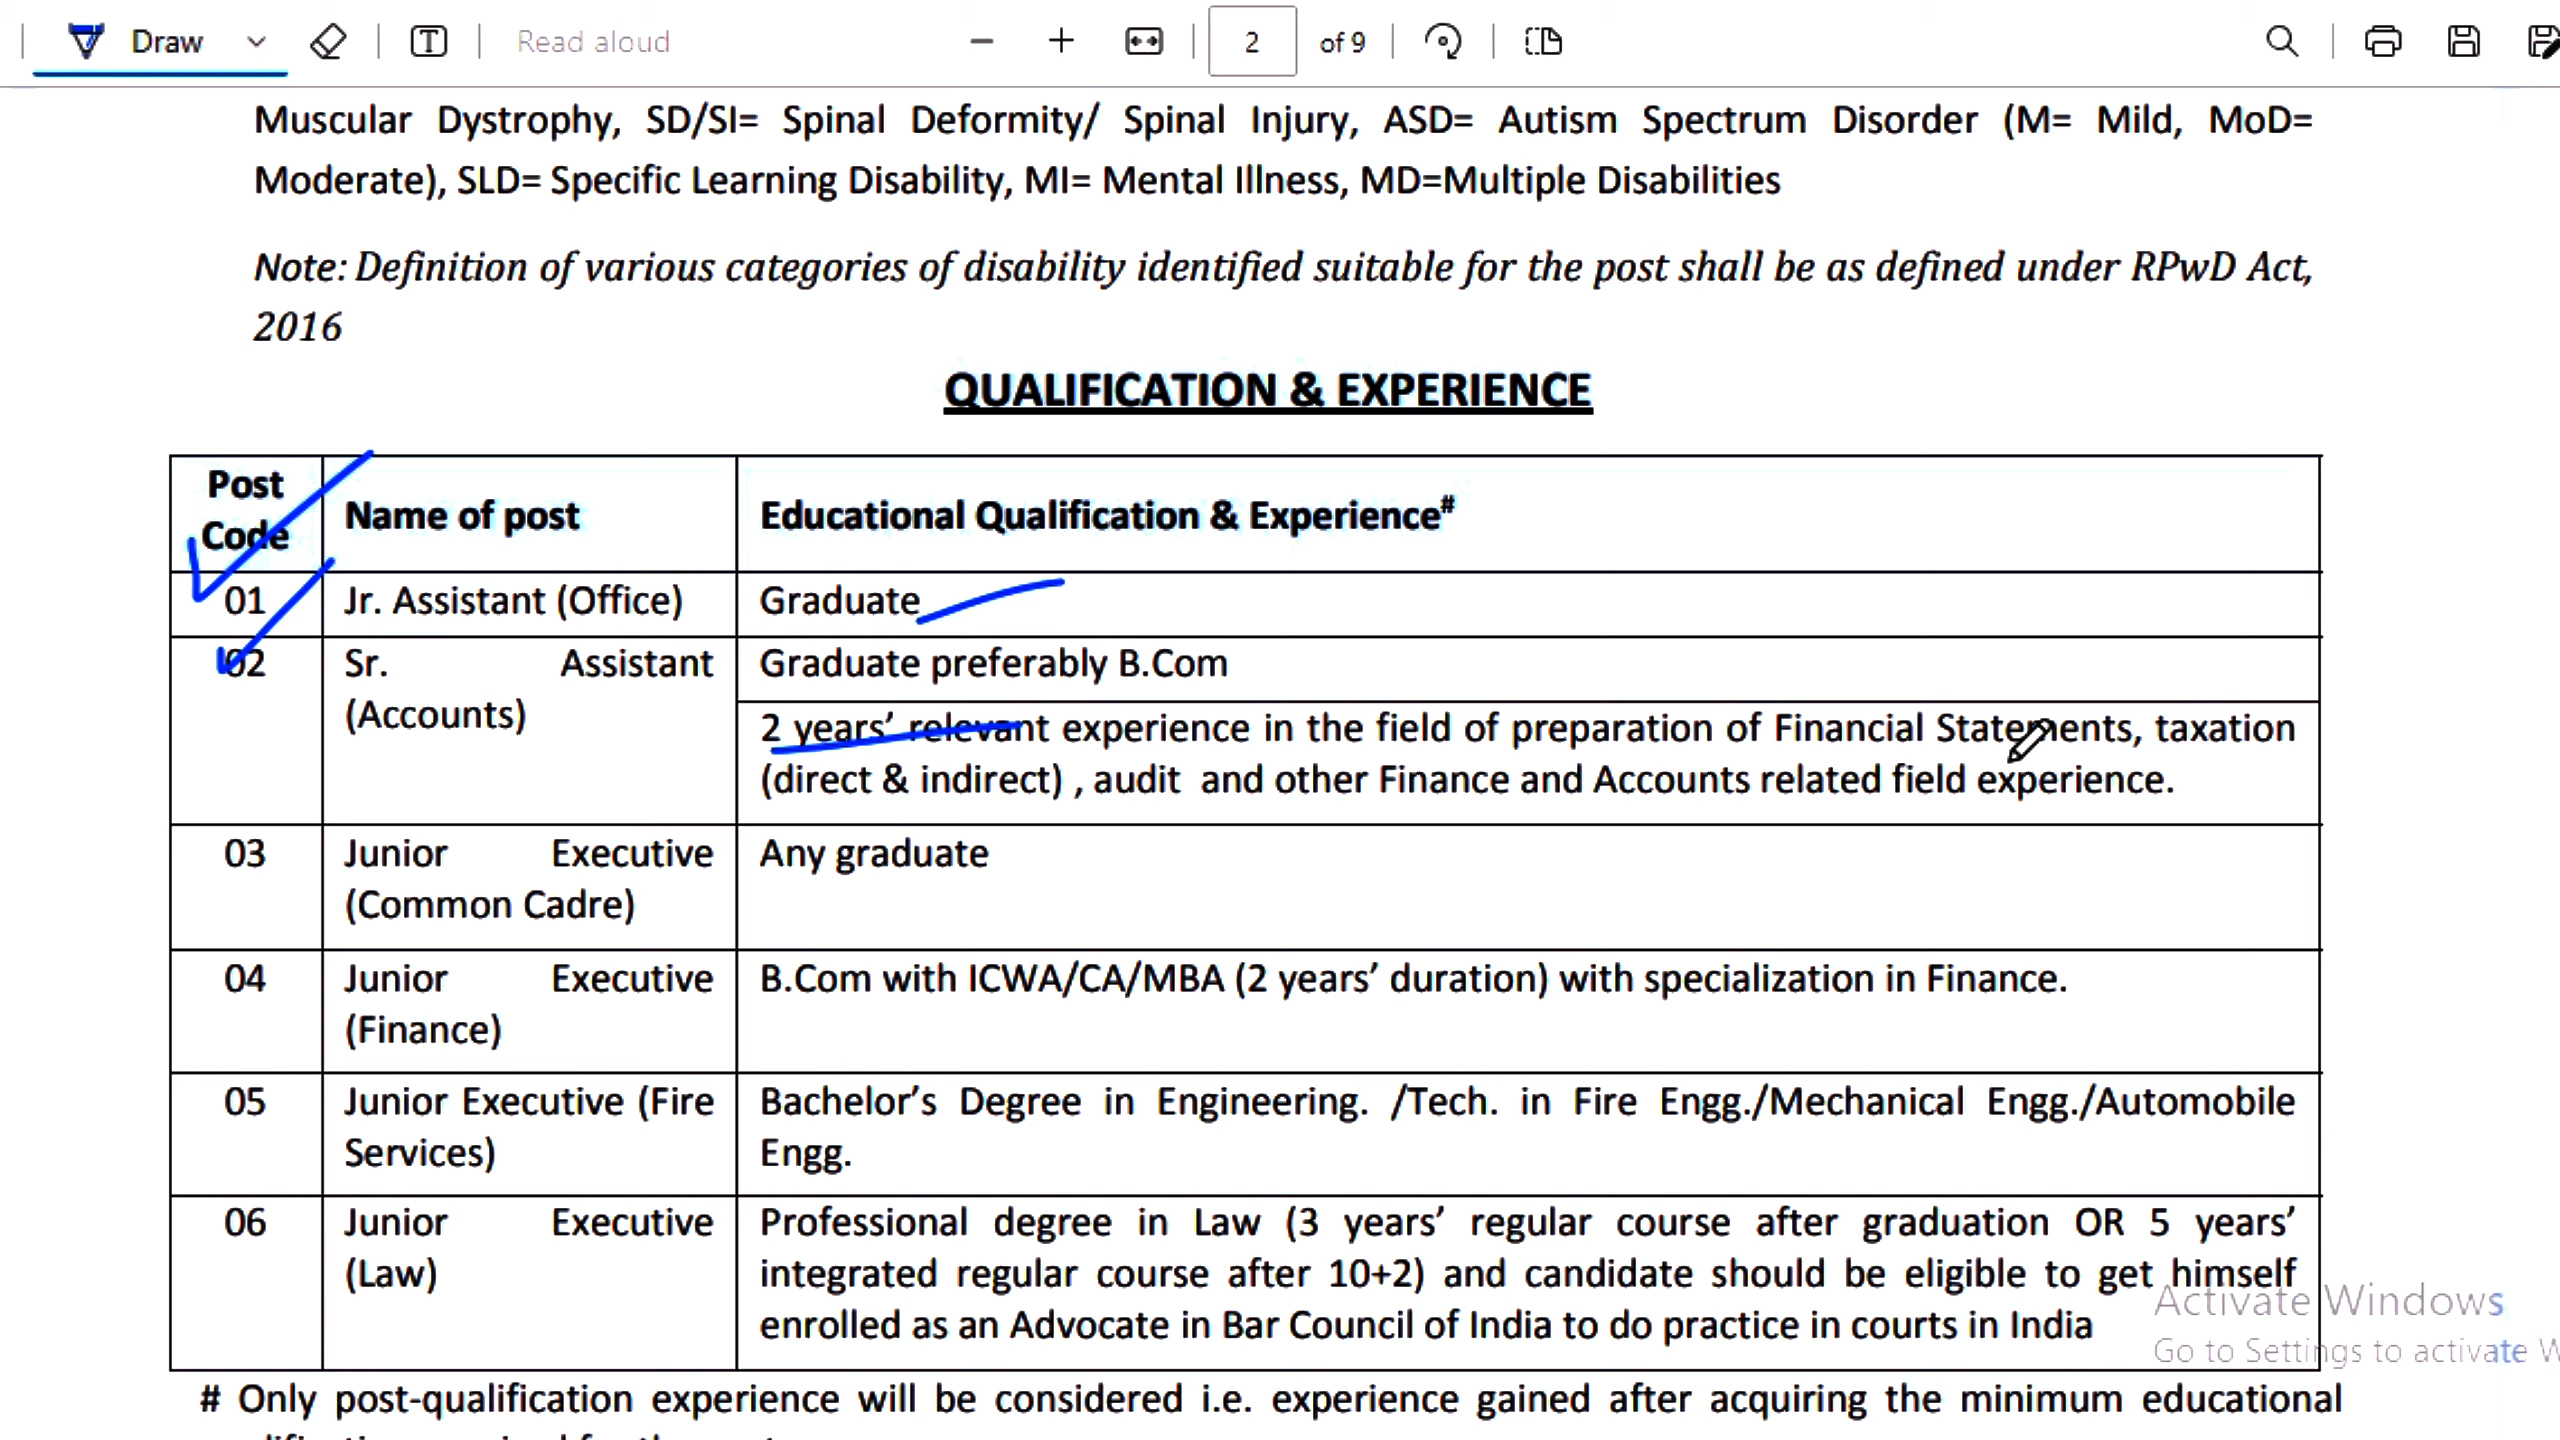 Draw
Read aloud
2 of 9
Muscular Dystrophy, SD/SI= Spinal Deformity/ Spinal Injury, ASD= Autism Spectrum Disorder (M= Mild, MoD=
Moderate), SLD= Specific Learning Disability, MI= Mental Illness, MD=Multiple Disabilities
Note: Definition of various categories of disability identified suitable for the post shall be as defined under RPwD Act,
2016
QUALIFICATION & EXPERIENCE
Post Code
Name of post
Educational Qualification & Experience#
01
Jr. Assistant (Office)
Graduate
02
Sr. Assistant
(Accounts)
Graduate preferably B.Com
2 years’ relevant experience in the field of preparation of Financial Statements, taxation
(direct & indirect) , audit and other Finance and Accounts related field experience.
03
Junior Executive
(Common Cadre)
Any graduate
04
Junior Executive
(Finance)
B.Com with ICWA/CA/MBA (2 years’ duration) with specialization in Finance.
05
Junior Executive (Fire
Services)
Bachelor’s Degree in Engineering. /Tech. in Fire Engg./Mechanical Engg./Automobile
Engg.
06
Junior Executive
(Law)
Professional degree in Law (3 years’ regular course after graduation OR 5 years’
integrated regular course after 10+2) and candidate should be eligible to get himself
enrolled as an Advocate in Bar Council of India to do practice in courts in India
Activate Windows
Go to Settings to activate W
# Only post-qualification experience will be considered i.e. experience gained after acquiring the minimum educational